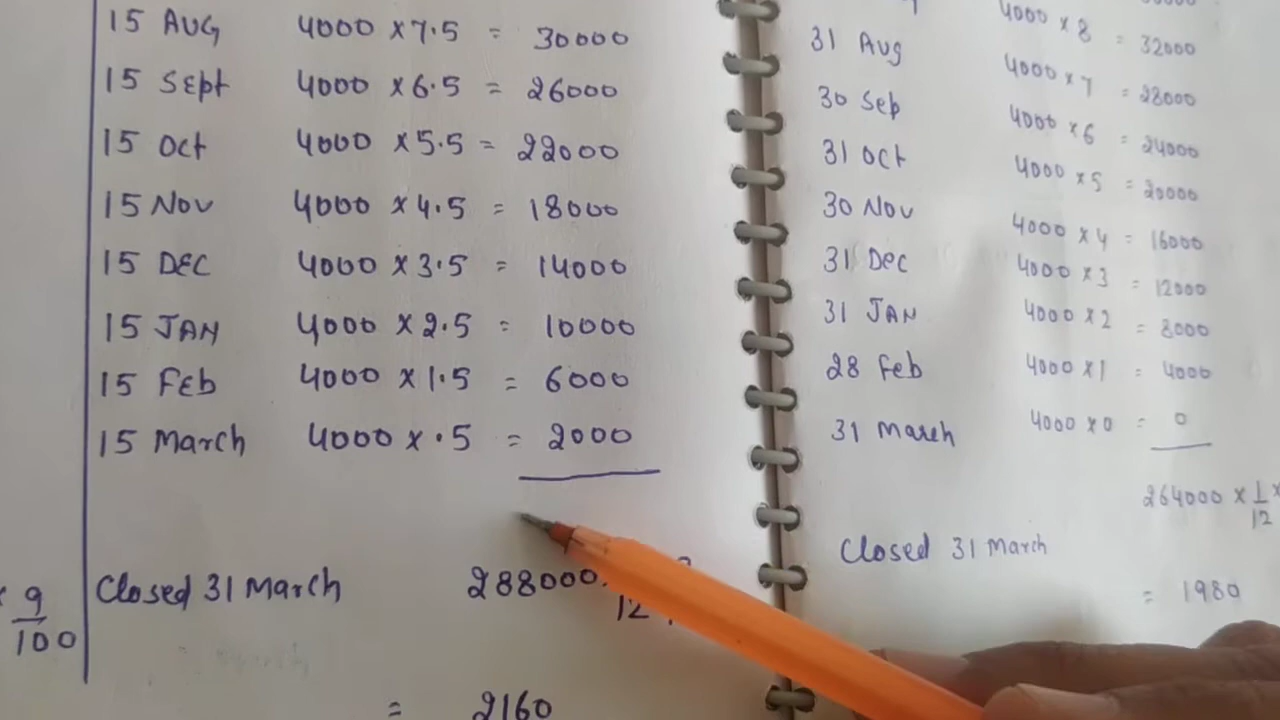 15 AUG 4000 × 7.5 = 30000
15 Sept 4000 × 6.5 = 26000
15 Oct 4000 × 5.5 = 22000
15 Nov 4000 × 4.5 = 18000
15 DEC 4000 × 3.5 = 14000
15 JAN 4000 × 2.5 = 10000
15 FEb 4000 × 1.5 = 6000
15 March 4000 × .5 = 2000
Closed 31 March 288000
12
× 9
100
= 2160
31 Aug 4000 × 8 = 32000
30 Sep 4000 × 7 = 28000
31 Oct 4000 × 6 = 24000
30 Nov 4000 × 5 = 20000
31 Dec 4000 × 4 = 16000
31 JAN 4000 × 3 = 12000
28 Feb 4000 × 2 = 8000
31 March 4000 × 1 = 4000
4000 × 0 = 0
264000 × 1/12 ×
Closed 31 March
= 1980